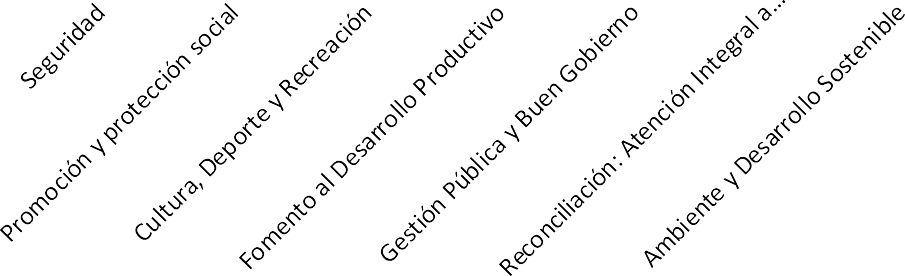 Seguridad
Promoción y protección social
Cultura, Deporte y Recreación
Fomento al Desarrollo Productivo
Gestión Pública y Buen Gobierno
Reconciliación: Atención Integral a...
Ambiente y Desarrollo Sostenible